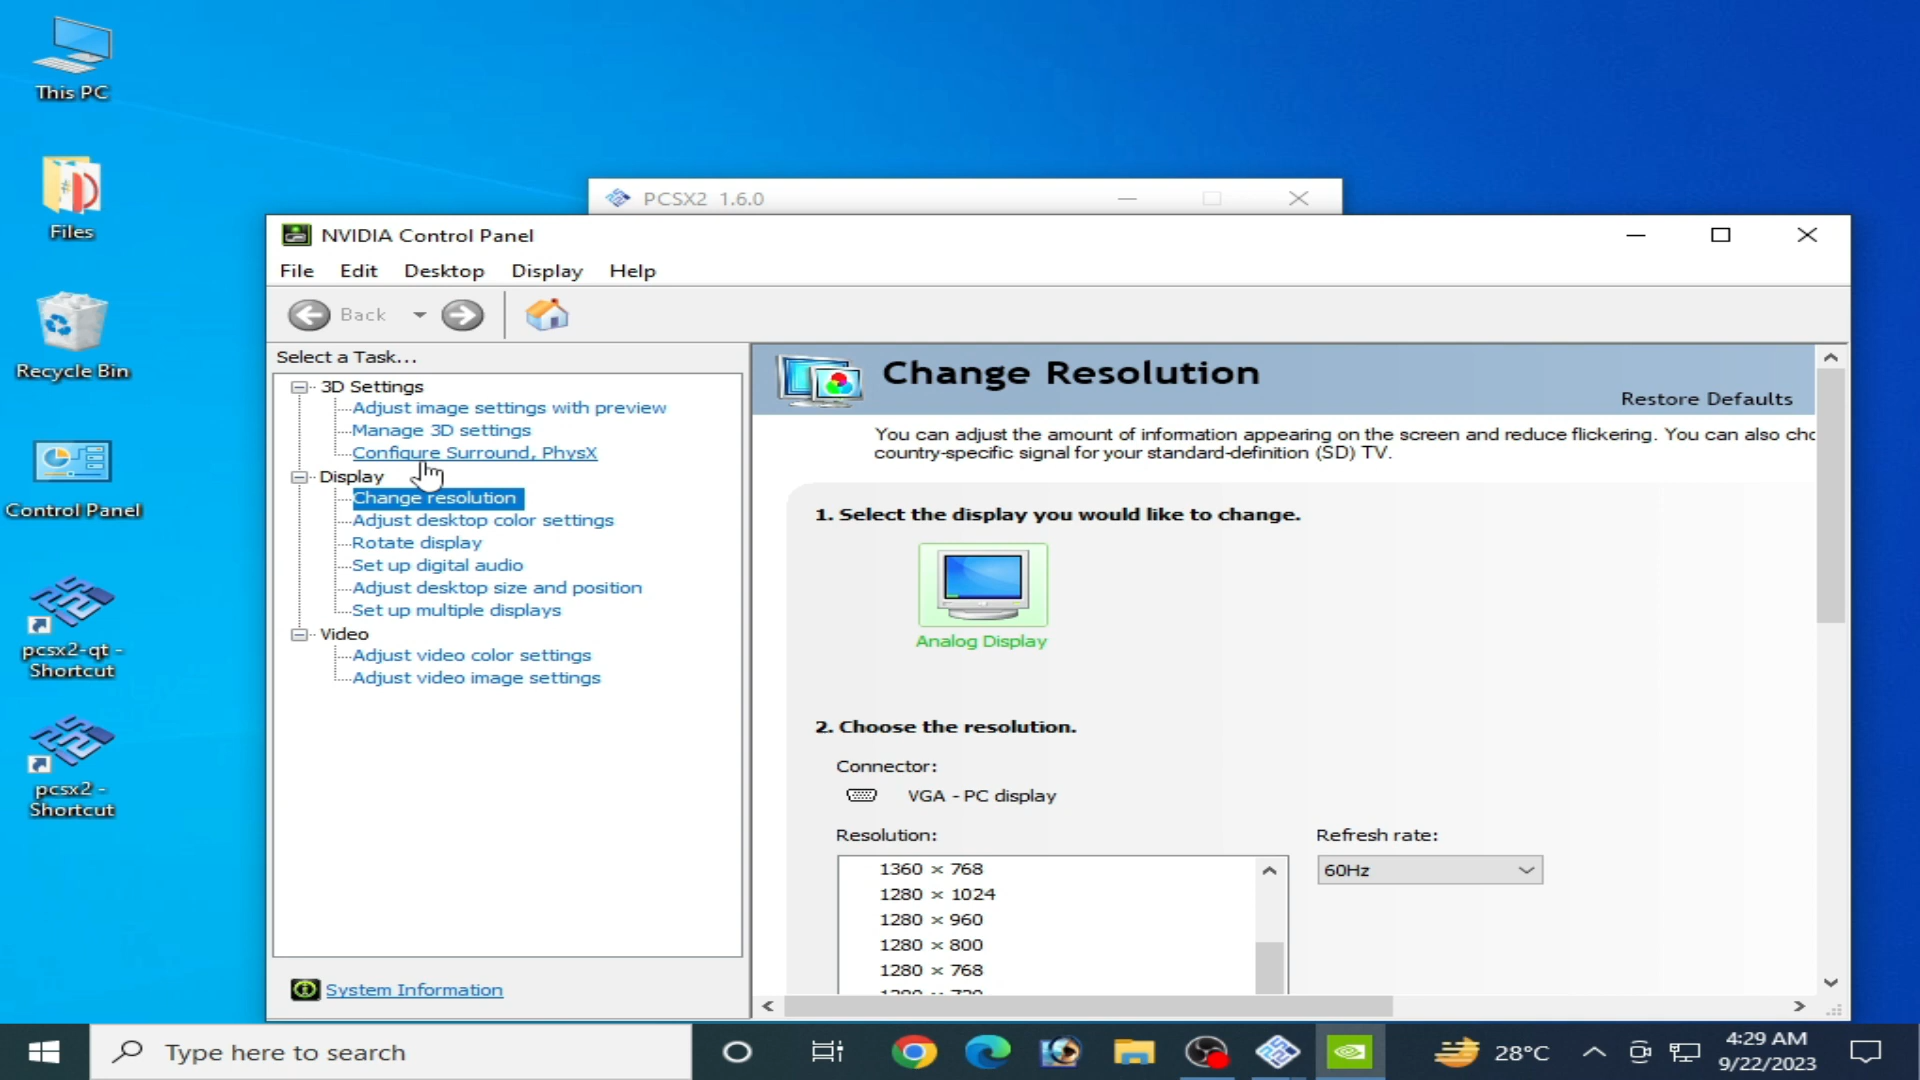 This PC
Files
Recycle Bin
Control Panel
pcsx2-qt -
Shortcut
pcsx2 -
Shortcut
PCSX2 1.6.0
NVIDIA Control Panel
File Edit Desktop Display Help
Back
Select a Task...
3D Settings
Adjust image settings with preview
Manage 3D settings
Configure Surround, PhysX
Display
Change resolution
Adjust desktop color settings
Rotate display
Set up digital audio
Adjust desktop size and position
Set up multiple displays
Video
Adjust video color settings
Adjust video image settings
System Information
Change Resolution
Restore Defaults
You can adjust the amount of information appearing on the screen and reduce flickering. You can also cho
country-specific signal for your standard-definition (SD) TV.
1. Select the display you would like to change.
Analog Display
2. Choose the resolution.
Connector:
VGA - PC display
Resolution:
Refresh rate:
1360 × 768
60Hz
1280 × 1024
1280 × 960
1280 × 800
1280 × 768
Type here to search
28°C
4:29 AM
9/22/2023